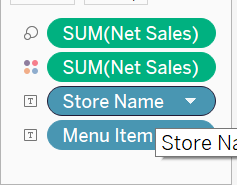 SUM(Net Sales)
SUM(Net Sales)
T Store Name
T Menu Item
Store Na